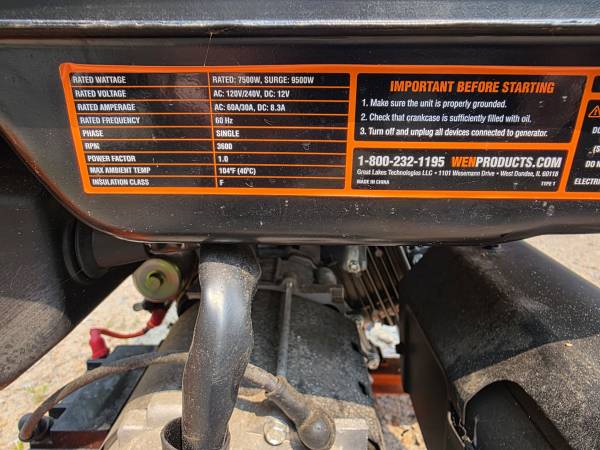 RATED WATTAGE RATED: 7500W, SURGE: 9500W
RATED VOLTAGE AC: 120V/240V, DC: 12V
RATED AMPERAGE AC: 60A/30A, DC: 8.3A
RATED FREQUENCY 60 Hz
PHASE SINGLE
RPM 3600
POWER FACTOR 1.0
MAX AMBIENT TEMP 104°F (40°C)
INSULATION CLASS F
IMPORTANT BEFORE STARTING
1. Make sure the unit is properly grounded.
2. Check that crankcase is sufficiently filled with oil.
3. Turn off and unplug all devices connected to generator.
1-800-232-1195 WENPRODUCTS.COM
Great Lakes Technologies LLC • 1101 Wesemann Drive • West Dundee, IL 60118
MADE IN CHINA TYPE 1
DO
(S
DO N
ELECTRI